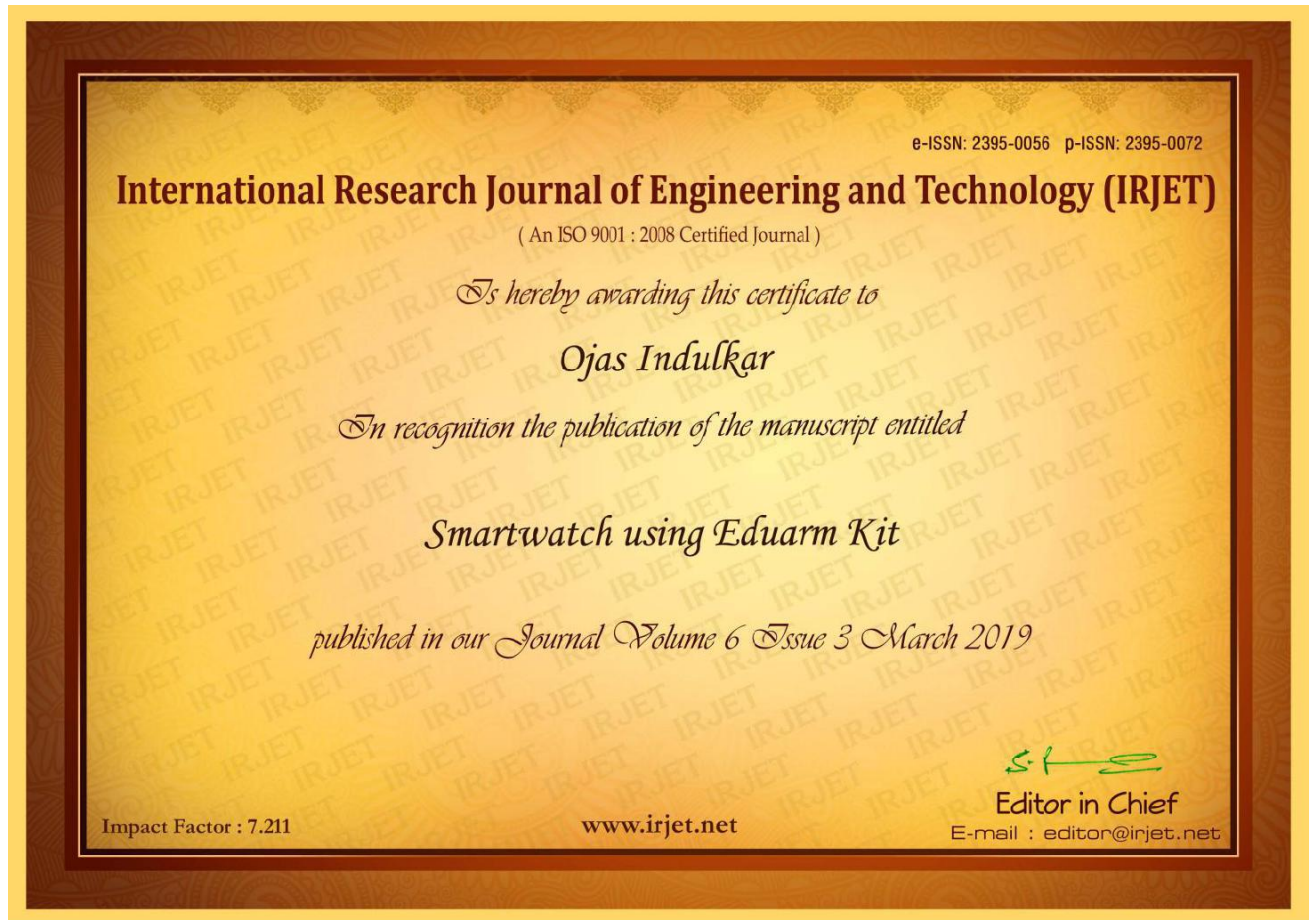 e-ISSN: 2395-0056 p-ISSN: 2395-0072
International Research Journal of Engineering and Technology (IRJET)
( An ISO 9001 : 2008 Certified Journal )
Is hereby awarding this certificate to
Ojas Indulkar
In recognition the publication of the manuscript entitled
Smartwatch using Eduarm Kit
published in our Journal Volume 6 Issue 3 March 2019
Editor in Chief
Impact Factor : 7.211 www.irjet.net E-mail : editor@irjet.net